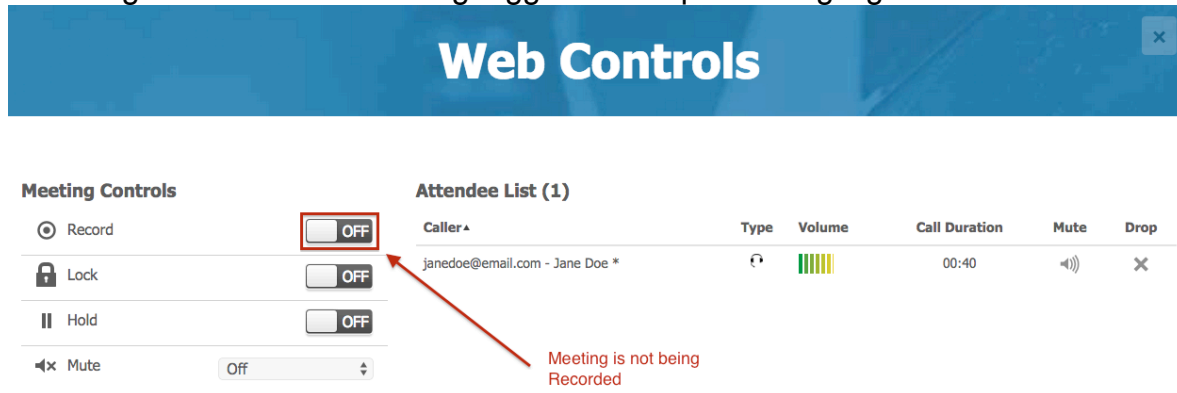 Web Controls
Meeting Controls
Record OFF
Lock OFF
Hold OFF
Mute Off
Attendee List (1)
Caller Type Volume Call Duration Mute Drop
janedoe@email.com - Jane Doe * 00:40
Meeting is not being
Recorded